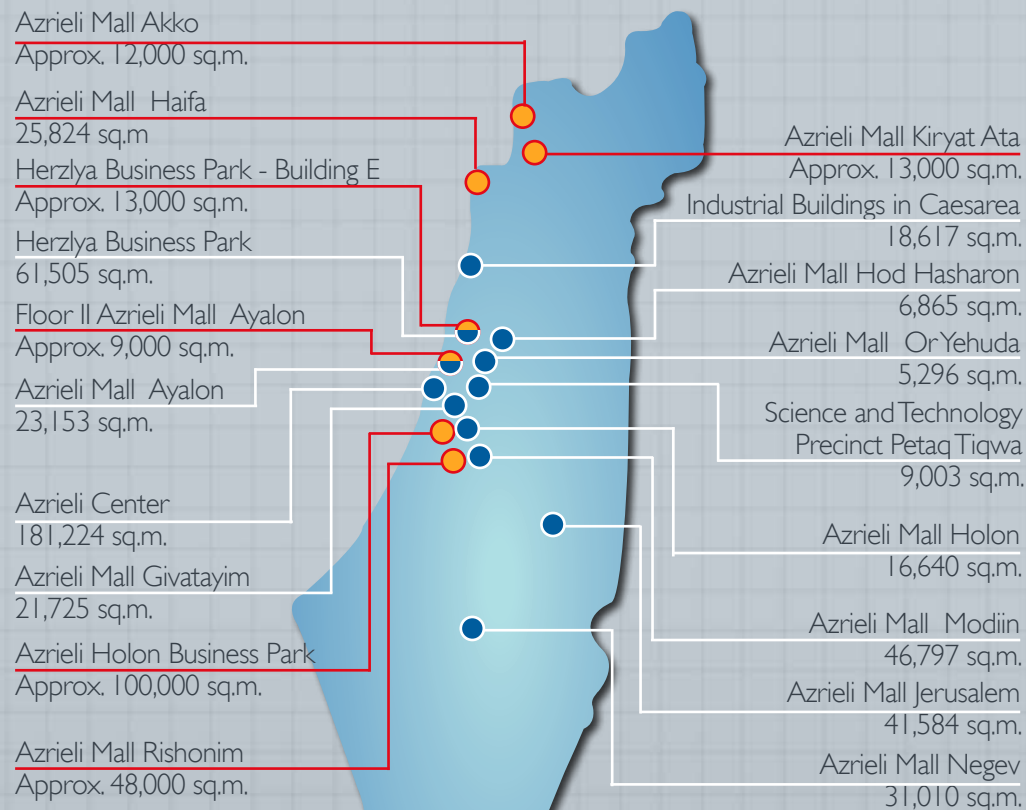 Azrieli Mall Akko
Approx. 12,000 sq.m.
Azrieli Mall Haifa
25,824 sq.m
Herzlya Business Park - Building E
Approx. 13,000 sq.m.
Herzlya Business Park
61,505 sq.m.
Floor II Azrieli Mall Ayalon
Approx. 9,000 sq.m.
Azrieli Mall Ayalon
23,153 sq.m.
Azrieli Center
181,224 sq.m.
Azrieli Mall Givatayim
21,725 sq.m.
Azrieli Holon Business Park
Approx. 100,000 sq.m.
Azrieli Mall Rishonim
Approx. 48,000 sq.m.
Azrieli Mall Kiryat Ata
Approx. 13,000 sq.m.
Industrial Buildings in Caesarea
18,617 sq.m.
Azrieli Mall Hod Hasharon
6,865 sq.m.
Azrieli Mall Or Yehuda
5,296 sq.m.
Science and Technology
Precinct Petaq Tiqwa
9,003 sq.m.
Azrieli Mall Holon
16,640 sq.m.
Azrieli Mall Modiin
46,797 sq.m.
Azrieli Mall Jerusalem
41,584 sq.m.
Azrieli Mall Negev
31,010 sq.m.